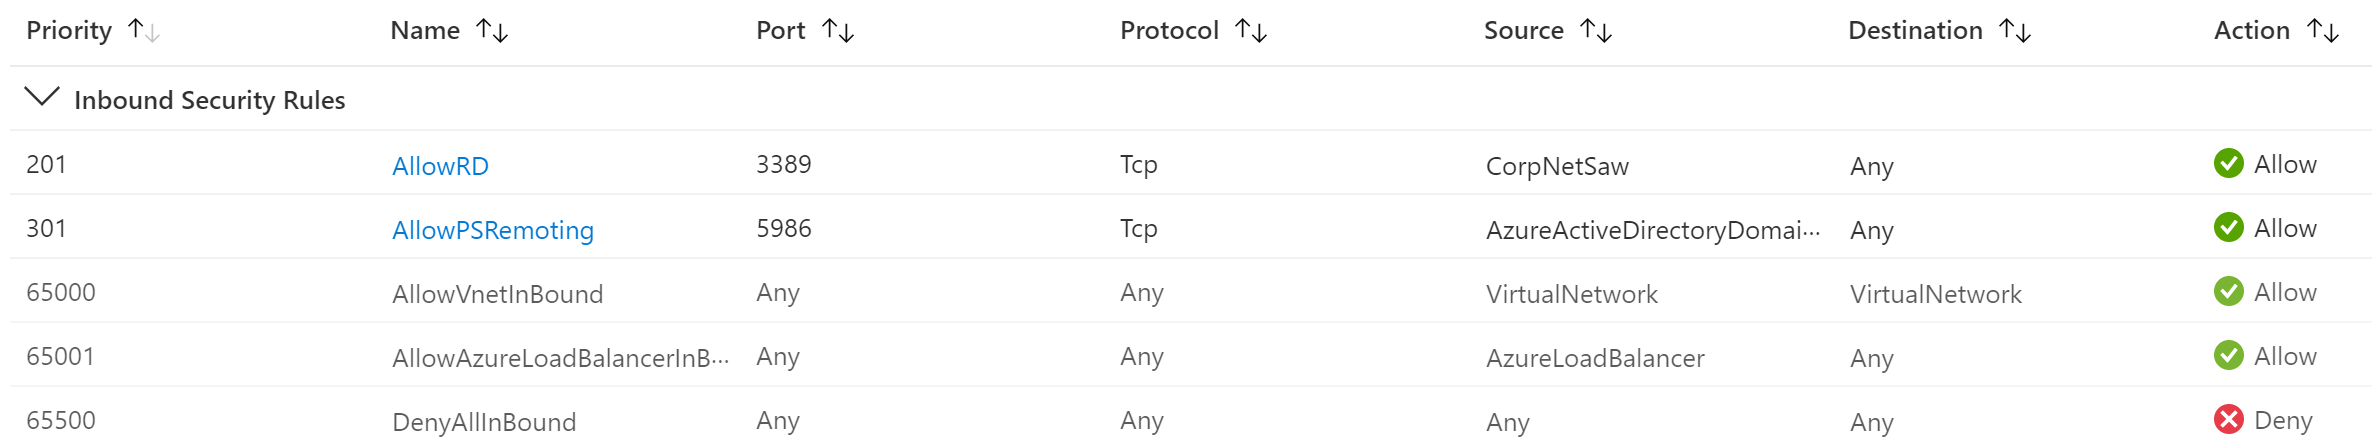 Priority Name Port Protocol Source Destination Action
Inbound Security Rules
201 AllowRD 3389 Tcp CorpNetSaw Any Allow
301 AllowPSRemoting 5986 Tcp AzureActiveDirectoryDomai··· Any Allow
65000 AllowVnetInBound Any Any VirtualNetwork VirtualNetwork Allow
65001 AllowAzureLoadBalancerInB··· Any Any AzureLoadBalancer Any Allow
65500 DenyAllInBound Any Any Any Any Deny